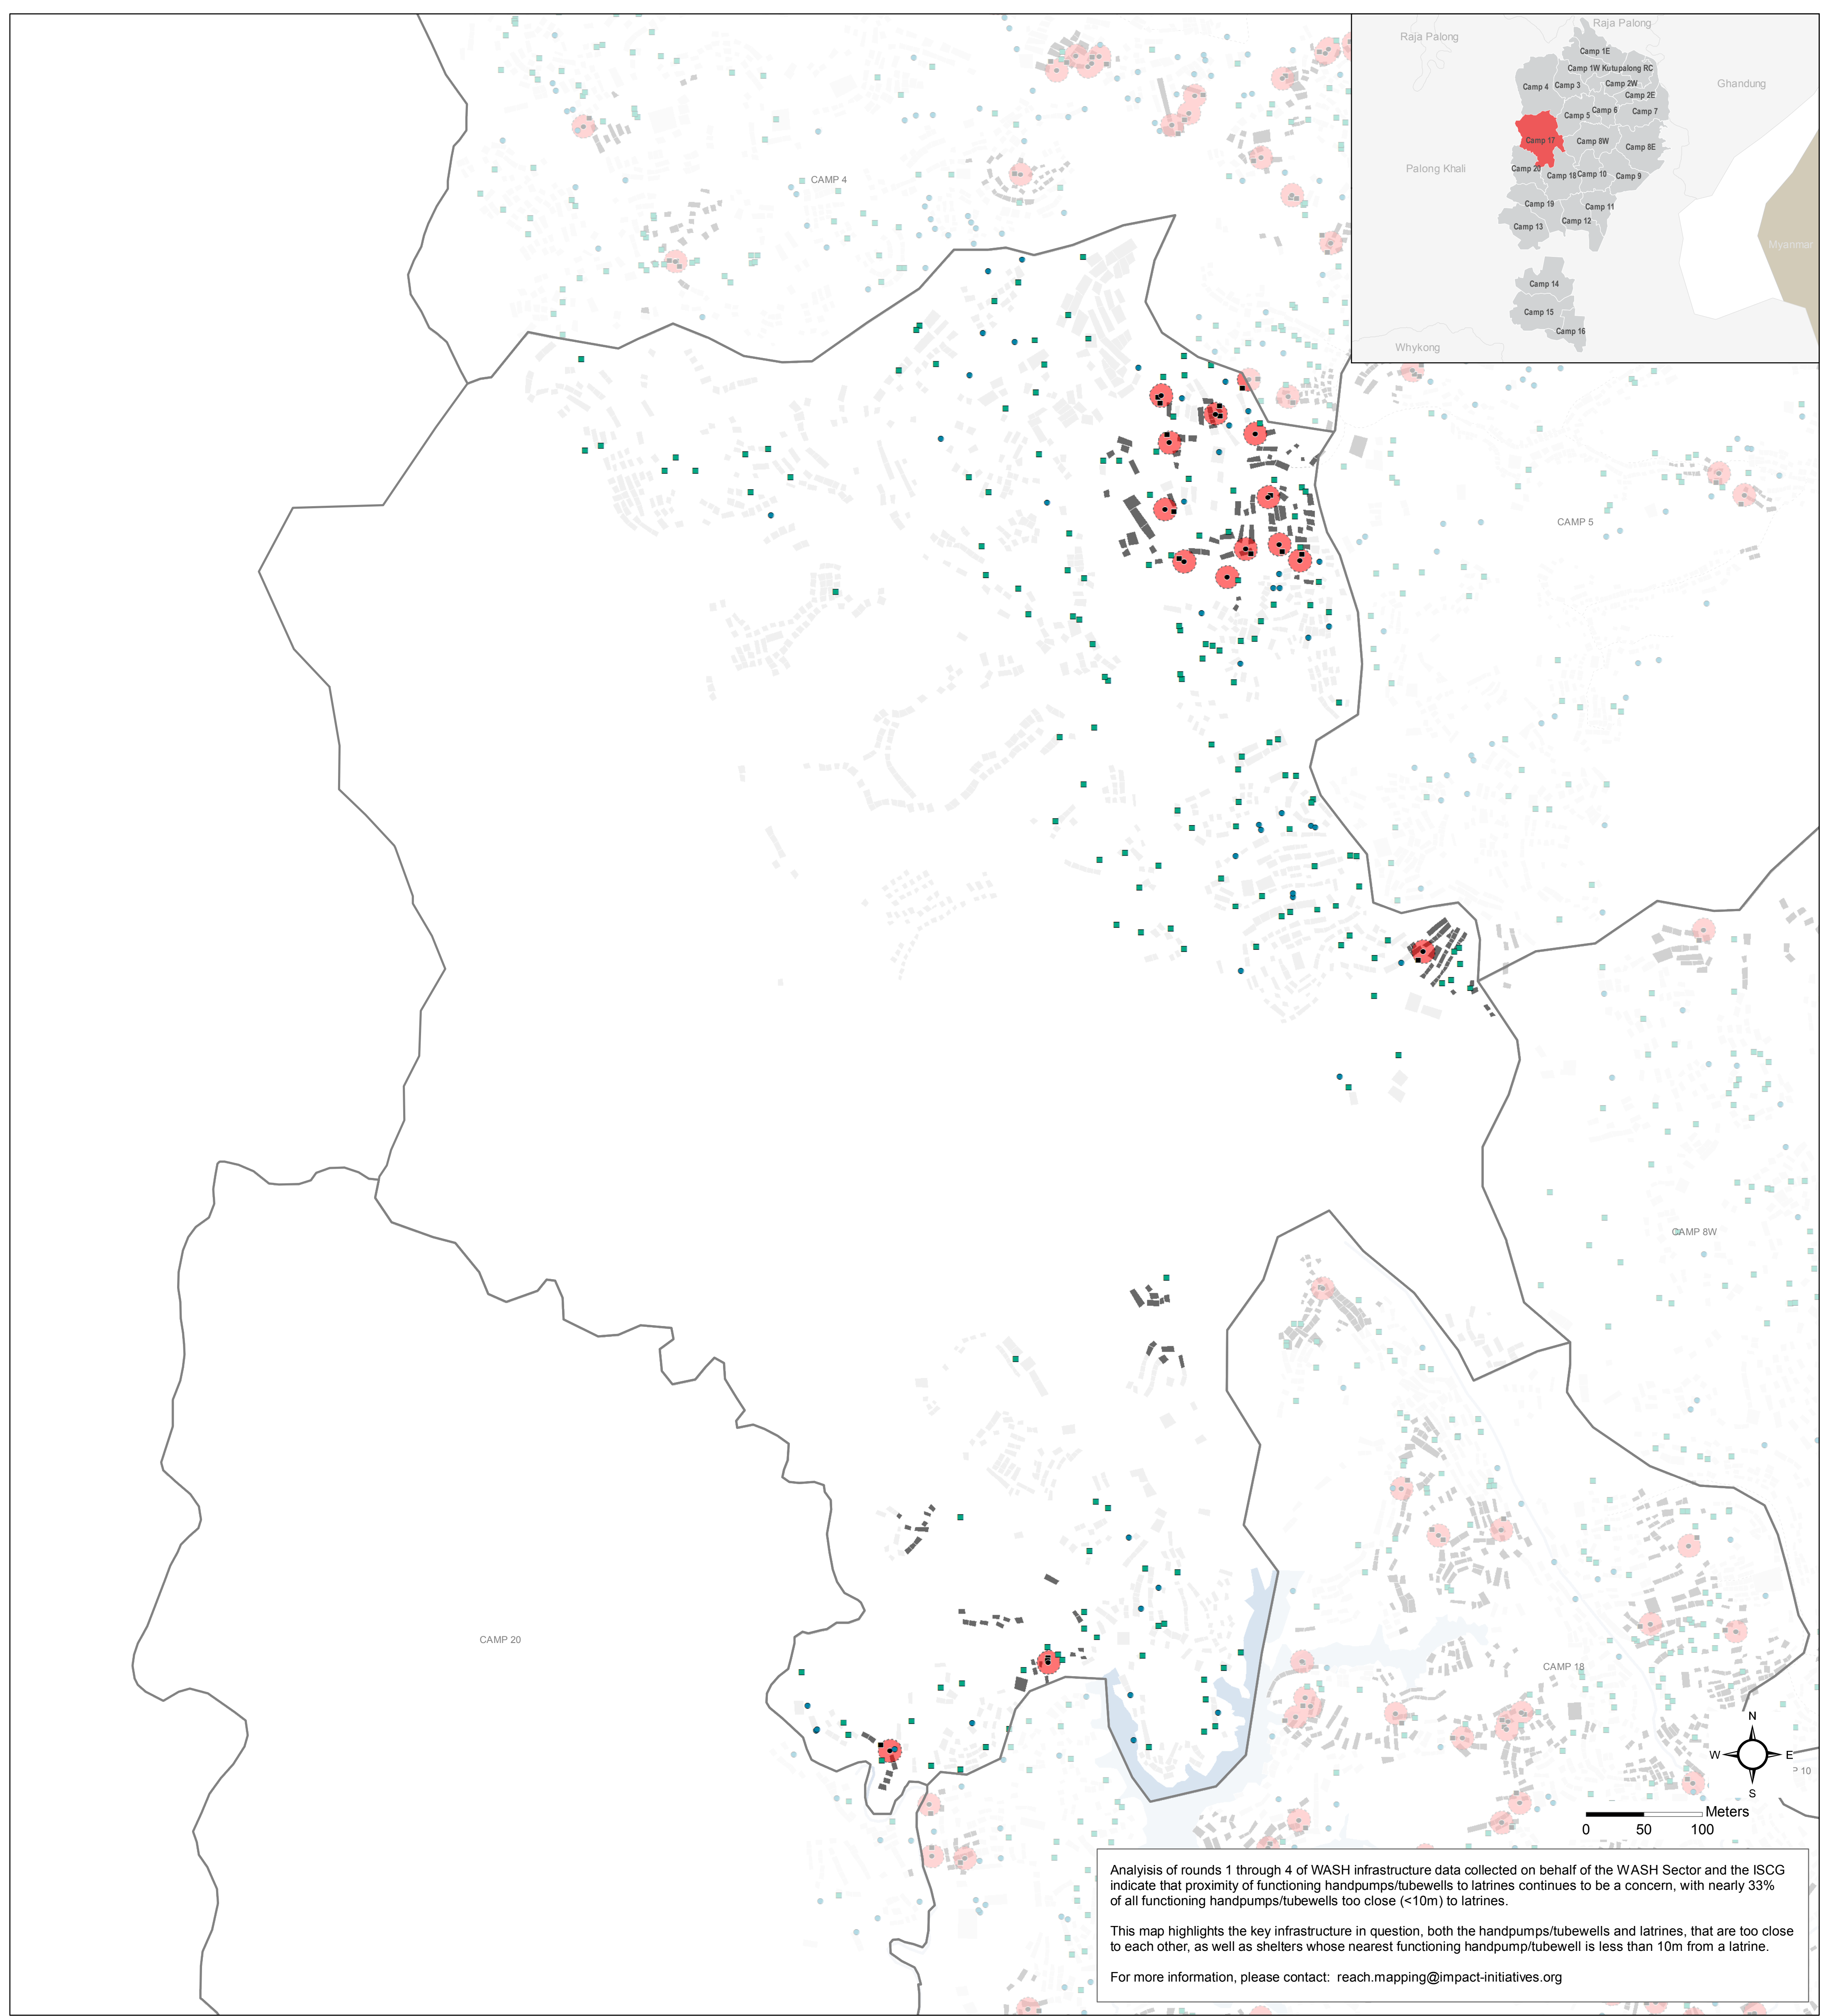 Raja Palong
Raja Palong
Camp 1E
Camp 1W Kutupalong RC
Camp 4
Camp 3
Camp 2W
Camp 2E
Ghandung
Camp 5
Camp 6
Camp 7
Camp 17
Camp 8W
Camp 8E
Palong Khali
Camp 20
Camp 18
Camp 10
Camp 9
Camp 19
Camp 11
Camp 13
Camp 12
Myanmar
Camp 14
Camp 15
Camp 16
Whykong
CAMP 4
CAMP 5
CAMP 8W
CAMP 20
CAMP 18
N
W
E
S
P 10
Meters
0 50 100
Analyisis of rounds 1 through 4 of WASH infrastructure data collected on behalf of the WASH Sector and the ISCG
indicate that proximity of functioning handpumps/tubewells to latrines continues to be a concern, with nearly 33%
of all functioning handpumps/tubewells too close (<10m) to latrines.
This map highlights the key infrastructure in question, both the handpumps/tubewells and latrines, that are too close
to each other, as well as shelters whose nearest functioning handpump/tubewell is less than 10m from a latrine.
For more information, please contact: reach.mapping@impact-initiatives.org